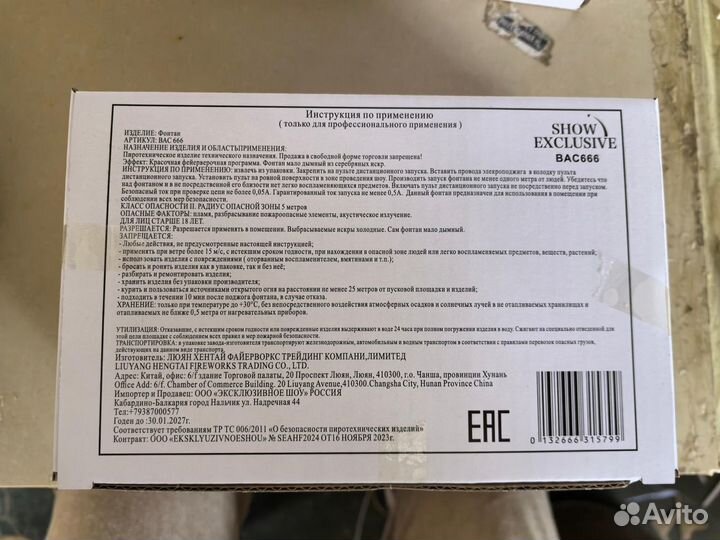 Инструкция по применению
( только для профессионального применения )
SHOW
EXCLUSIVE
BAC666
ИЗДЕЛИЕ: Фонтан
АРТИКУЛ: BAC 666
НАЗНАЧЕНИЕ ИЗДЕЛИЯ И ОБЛАСТЬПРИМЕНЕНИЯ:
Пиротехническое изделие технического назначения. Продажа в свободной форме торговли запрещена!
Эффект: Красочная фейерверочная программа. Фонтан мало дымный из серебряных искр.
ИНСТРУКЦИЯ ПО ПРИМЕНЕНИЮ: извлечь из упаковки. Закрепить на пульте дистанционного запуска. Вставить провода электроподжига в колодку пульта
дистанционного запуска. Установить пульт на ровной поверхности в зоне проведения шоу. Производить запуск фонтана не менее одного метра от людей. Убедитесь что
над фонтаном и в не посредственной его близости нет легко воспламеняющихся предметов. Включать пульт дистанционного запуска не посредственно перед запуском.
Безопасный ток при проверке цепи не более 0,05А. Гарантированный ток запуска не менее 0,5А. Данный фонтан предназначен для использования в помещении при
соблюдении всех мер безопасности.
КЛАСС ОПАСНОСТИ II. РАДИУС ОПАСНОЙ ЗОНЫ 5 метров
ОПАСНЫЕ ФАКТОРЫ: пламя, разбрасывание пожароопасные элементы, акустическое излучение.
ДЛЯ ЛИЦ СТАРШЕ 18 ЛЕТ.
РАЗРЕШАЕТСЯ: Разрешается применять в помещении. Выбрасываемые искры холодные. Сам фонтан мало дымный.
ЗАПРЕЩАЕТСЯ:
- Любые действия, не предусмотренные настоящей инструкцией;
- применять при ветре более 15 м/с, с истекшим сроком годности, при нахождении в опасной зоне людей или легко воспламеняемых предметов, веществ, растений;
- использовать изделия с повреждениями ( оторванным воспламенителем, вмятинами и т.п.);
- бросать и ронять изделия как в упаковке, так и без неё;
- разбирать и ремонтировать изделия;
- хранить изделия без упаковки производителя;
- курить и пользоваться источниками открытого огня на расстоянии не менее 25 метров от пусковой площадки и изделий;
- подходить в течении 10 мин после поджога фонтана, в случае отказа.
ХРАНЕНИЕ: только при температуре до +30°С, без непосредственного воздействия атмосферных осадков и солнечных лучей в не отапливаемых хранилищах и
отапливаемых не ближе 0,5 метра от нагревательных приборов.
УТИЛИЗАЦИЯ: Отказавшие, с истекшим сроком годности или поврежденные изделия выдерживают в воде 24 часа при полном погружении изделия в воду. Сжигают на специально отведенной для
этой цели площадке с соблюдением всех правил и мер пожарной безопасности.
ТРАНСПОРТИРОВКА: в упаковке завода-изготовителя транспортируют железнодорожным, автомобильным и водным транспортом в соответствии с правилами перевозки опасных грузов,
действующих на данном виде транспорта.
Изготовитель: ЛЮЯН ХЕНТАЙ ФАЙЕРВОРКС ТРЕЙДИНГ КОМПАНИ,ЛИМИТЕД
LIUYANG HENGTAI FIREWORKS TRADING CO., LTD.
Адрес: Китай, офис: 6/f здание Торговой палаты, 20 Проспект Люян, Люян, 410300, г.о. Чанша, провинции Хунань
Office Add: 6/f. Chamber of Commerce Building. 20 Liuyang Avenue,410300.Changsha City, Hunan Province China
Импортер и Продавец: ООО «ЭКСКЛЮЗИВНОЕ ШОУ» РОССИЯ
Кабардино-Балкария город Нальчик ул. Надречная 44
Тел:+79387000577
Годен до 30.01.2027г.
Соответствует требованиям ТР ТС 006/2011 «О безопасности пиротехнических изделий»
Контракт: ООО «EKSKLYUZIVNOESHOU» № SEAHF2024 ОТ16 НОЯБРЯ 2023г.
EAC
0 132666 315799
Avito